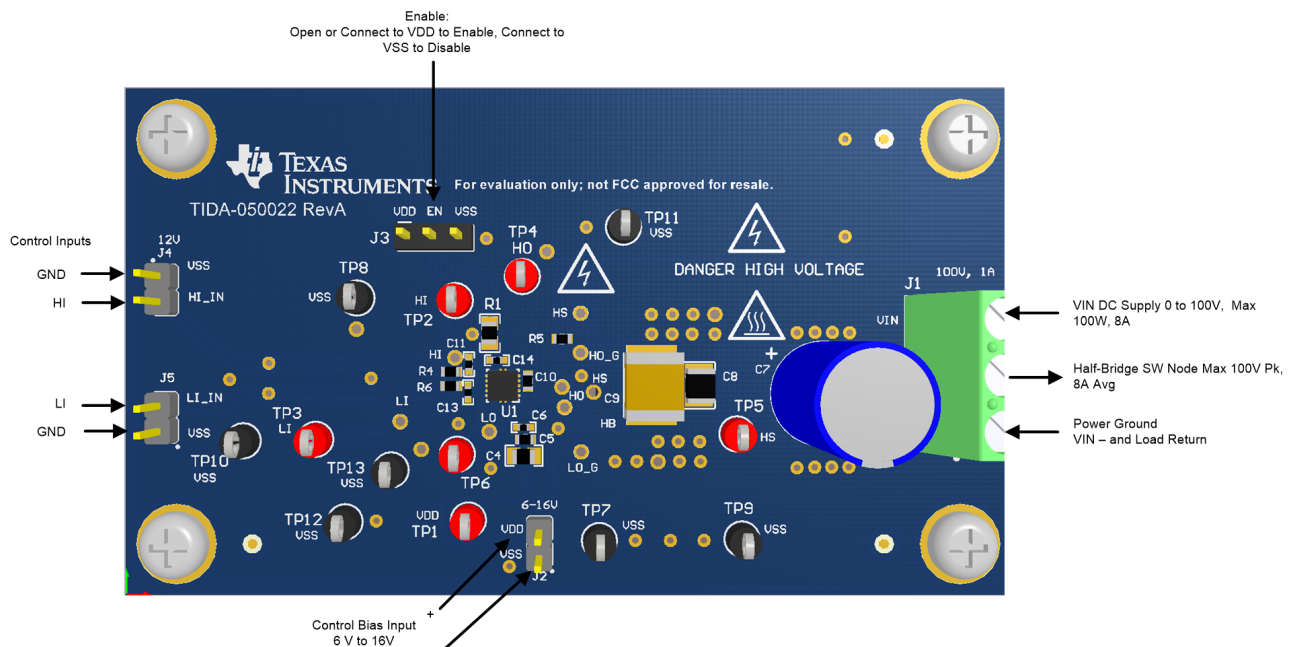 Enable:
Open or Connect to VDD to Enable, Connect to
VSS to Disable
TEXAS
INSTRUMENTS
For evaluation only; not FCC approved for resale.
TIDA-050022 RevA
VDD EN VSS
J3
TP4
HO
TP11
VSS
DANGER HIGH VOLTAGE
Control Inputs
GND
HI
12V
J4
VSS
HI_IN
TP8
VSS
HI
TP2
R1
HS
R5
J1
100V, 1A
VIN
VIN DC Supply 0 to 100V, Max
100W, 8A
C11
HI
R4
R6
C14
C10
C13
U1
HO_G
HS
HO
C9
HB
C8
+
C7
Half-Bridge SW Node Max 100V Pk,
8A Avg
LI
GND
J5
LI_IN
VSS
TP10
VSS
TP3
LI
LI
LO
C6
C5
C4
LO_G
TP5
HS
Power Ground
VIN – and Load Return
TP13
VSS
TP6
TP12
VSS
VDD
TP1
6-16V
VDD
VSS
J2
TP7
VSS
TP9
VSS
+
Control Bias Input
6 V to 16V